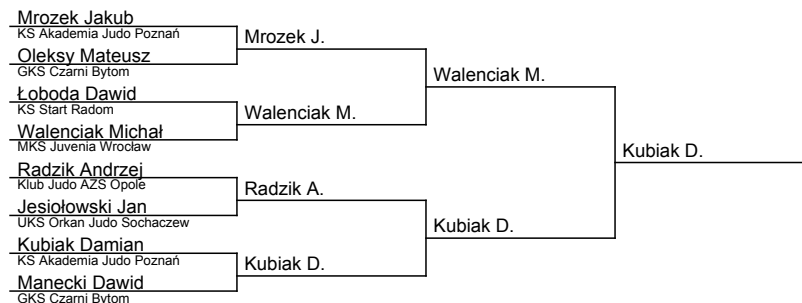 Mrozek Jakub
KS Akademia Judo Poznań
Mrozek J.
Oleksy Mateusz
GKS Czarni Bytom
Walenciak M.
Łoboda Dawid
KS Start Radom
Walenciak M.
Walenciak Michał
MKS Juvenia Wrocław
Kubiak D.
Radzik Andrzej
Klub Judo AZS Opole
Radzik A.
Jesiołowski Jan
UKS Orkan Judo Sochaczew
Kubiak D.
Kubiak Damian
KS Akademia Judo Poznań
Kubiak D.
Manecki Dawid
GKS Czarni Bytom